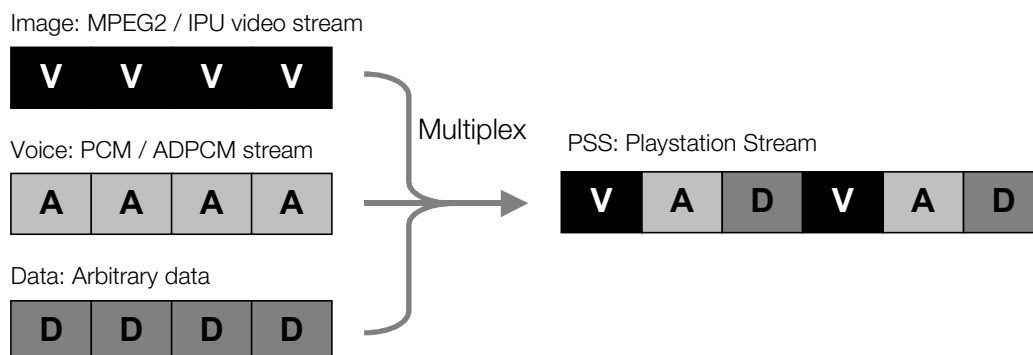 Image: MPEG2 / IPU video stream
V V V V
Voice: PCM / ADPCM stream
A A A A
Data: Arbitrary data
D D D D
Multiplex
PSS: Playstation Stream
V A D V A D